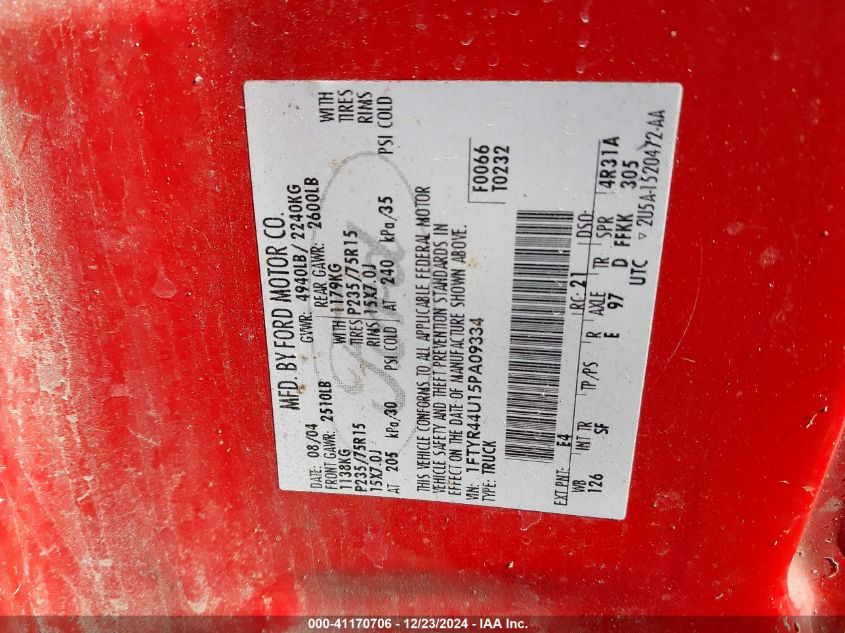 MFD. BY FORD MOTOR CO.
DATE: 08/04 GVWR: 4940LB/ 2240KG
FRONT GAWR: 2510LB REAR GAWR: 2600LB
1138KG WITH 1179KG WITH
P235/75R15 TIRES P235/75R15 TIRES
15X7.0J RIMS 15X7.0J RIMS
AT 205 kPa/30 PSI COLD AT 240 kPa/35 PSI COLD
THIS VEHICLE CONFORMS TO ALL APPLICABLE FEDERAL MOTOR
VEHICLE SAFETY AND THEFT PREVENTION STANDARDS IN
EFFECT ON THE DATE OF MANUFACTURE SHOWN ABOVE.
VIN: 1FTYR44U15PA09334
TYPE: TRUCK
F0066
T0232
EXT PNT: E4 RC: 21 DSO:
WB INT TR TP/PS R AXLE TR SPR 4R31A
126 SF E 97 D FFKK 305
UTC ▽ 2U5A-1520472-AA
Ford
000-41170706 - 12/23/2024 - IAA Inc.